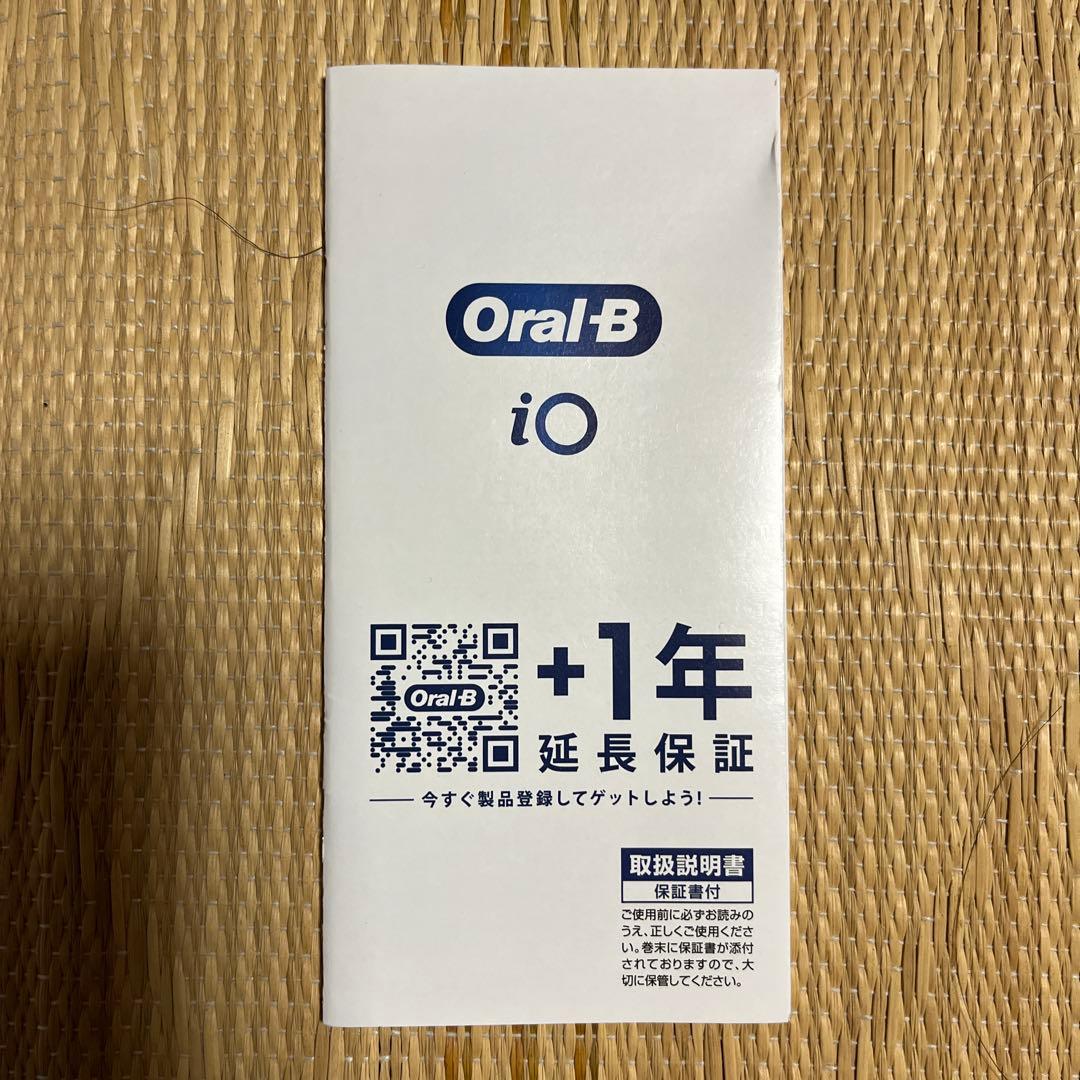 Oral-B
iO
Oral-B
+1年
延長保証
今すぐ製品登録してゲットしよう!
取扱説明書
保証書付
ご使用前に必ずお読みの
うえ、正しくご使用くださ
い。巻末に保証書が添付
されておりますので、大
切に保管してください。